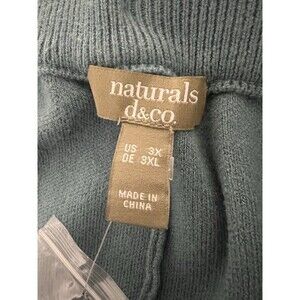 naturals
d&co.
US 3X
DE 3XL
MADE IN
CHINA